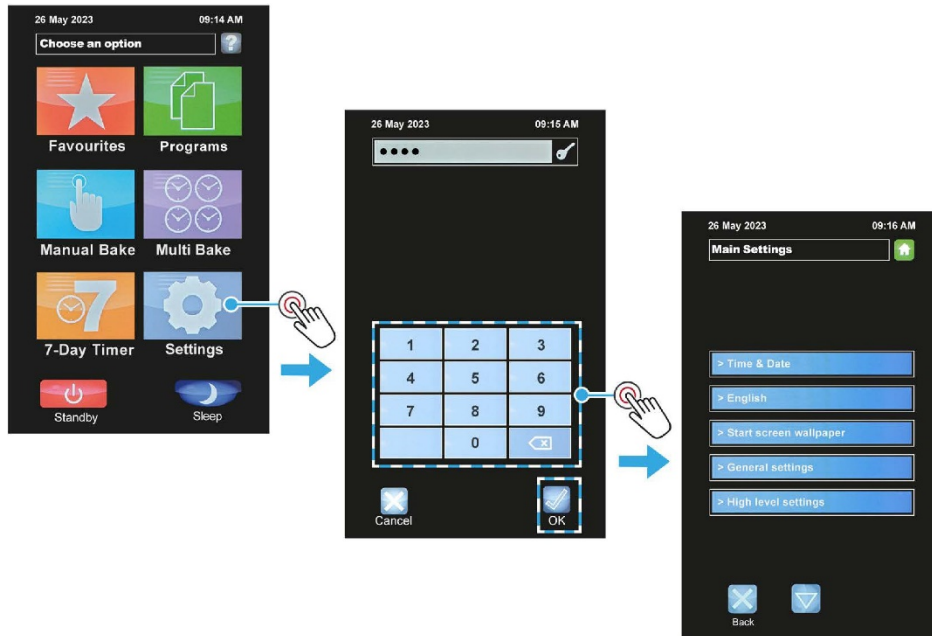 26 May 2023 09:14 AM
Choose an option ?
Favourites Programs
Manual Bake Multi Bake
7
7-Day Timer Settings
Standby Sleep
26 May 2023 09:15 AM
1 2 3
4 5 6
7 8 9
0
Cancel OK
26 May 2023 09:16 AM
Main Settings
> Time & Date
> English
> Start screen wallpaper
> General settings
> High level settings
Back